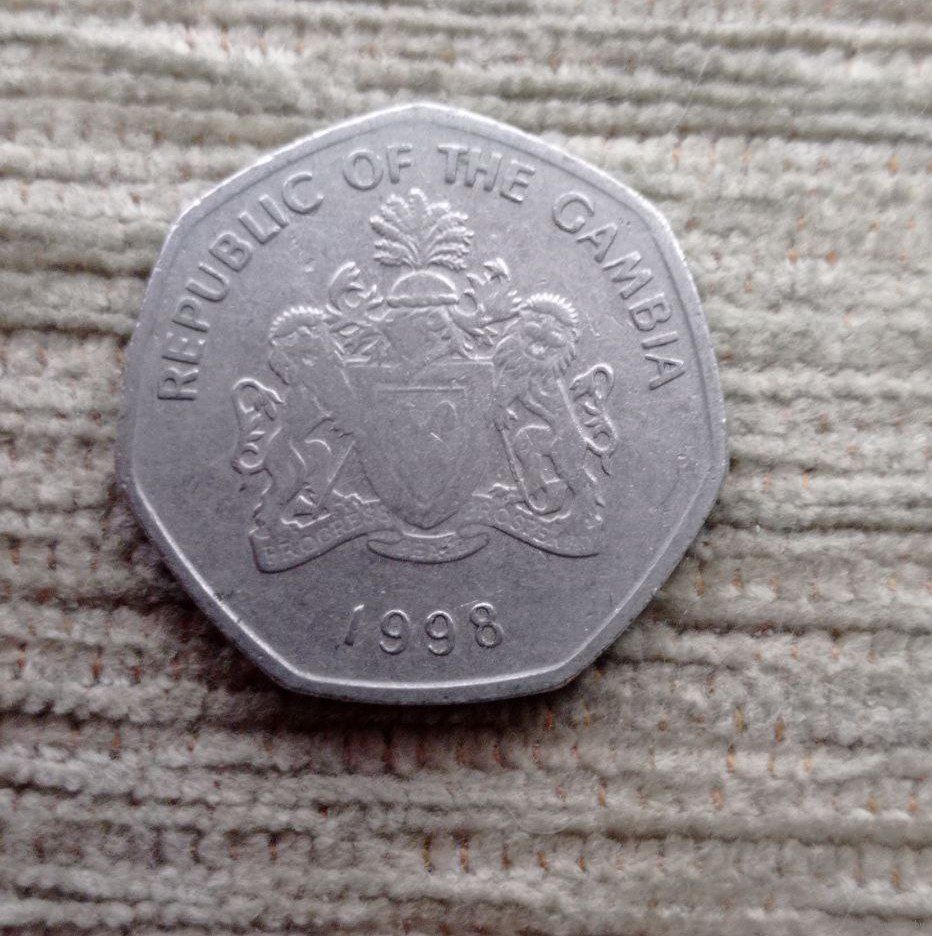 REPUBLIC OF THE GAMBIA
1998